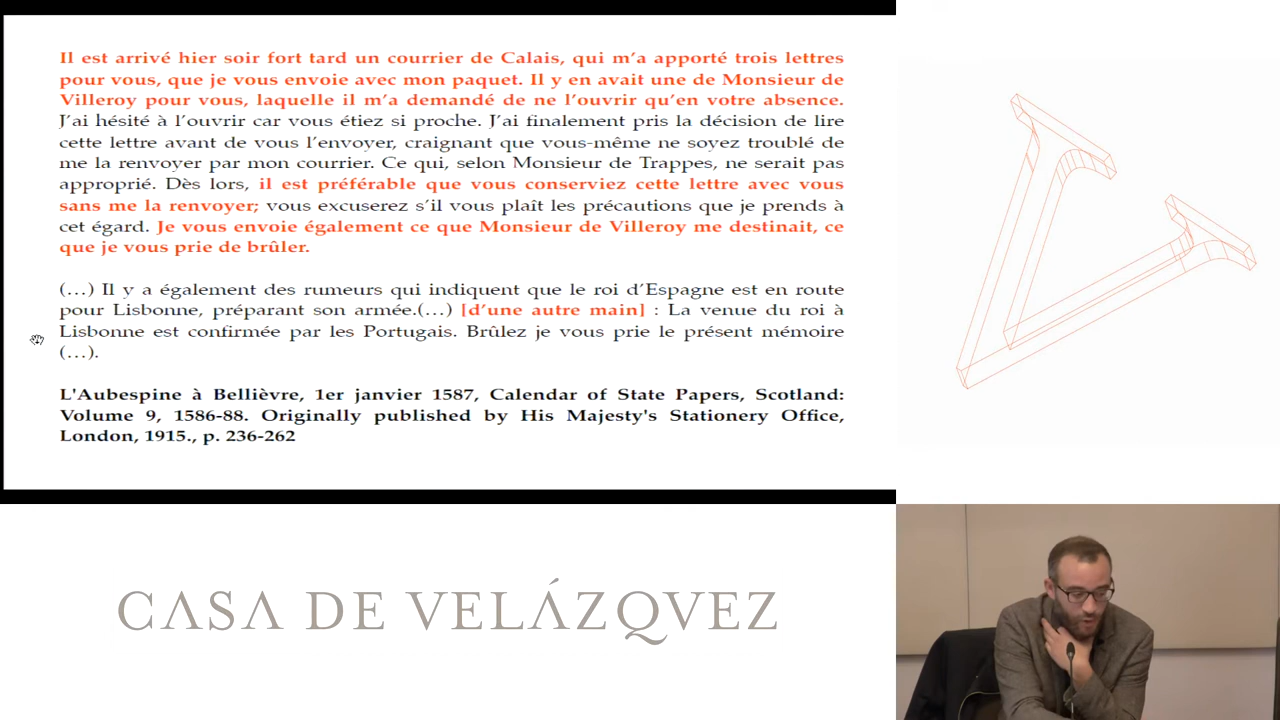 Il est arrivé hier soir fort tard un courrier de Calais, qui m'a apporté trois lettres
pour vous, que je vous envoie avec mon paquet. Il y en avait une de Monsieur de
Villeroy pour vous, laquelle il m'a demandé de ne l'ouvrir qu'en votre absence.
J'ai hésité à l'ouvrir car vous étiez si proche. J'ai finalement pris la décision de lire
cette lettre avant de vous l'envoyer, craignant que vous-même ne soyez troublé de
me la renvoyer par mon courrier. Ce qui, selon Monsieur de Trappes, ne serait pas
approprié. Dès lors, il est préférable que vous conserviez cette lettre avec vous
sans me la renvoyer; vous excuserez s'il vous plaît les précautions que je prends à
cet égard. Je vous envoie également ce que Monsieur de Villeroy me destinait, ce
que je vous prie de brûler.
(…) Il y a également des rumeurs qui indiquent que le roi d'Espagne est en route
pour Lisbonne, préparant son armée.(…) [d'une autre main] : La venue du roi à
Lisbonne est confirmée par les Portugais. Brûlez je vous prie le présent mémoire
(…).
L'Aubespine à Bellièvre, 1er janvier 1587, Calendar of State Papers, Scotland:
Volume 9, 1586-88. Originally published by His Majesty's Stationery Office,
London, 1915., p. 236-262
CASA DE VELÁZQVEZ